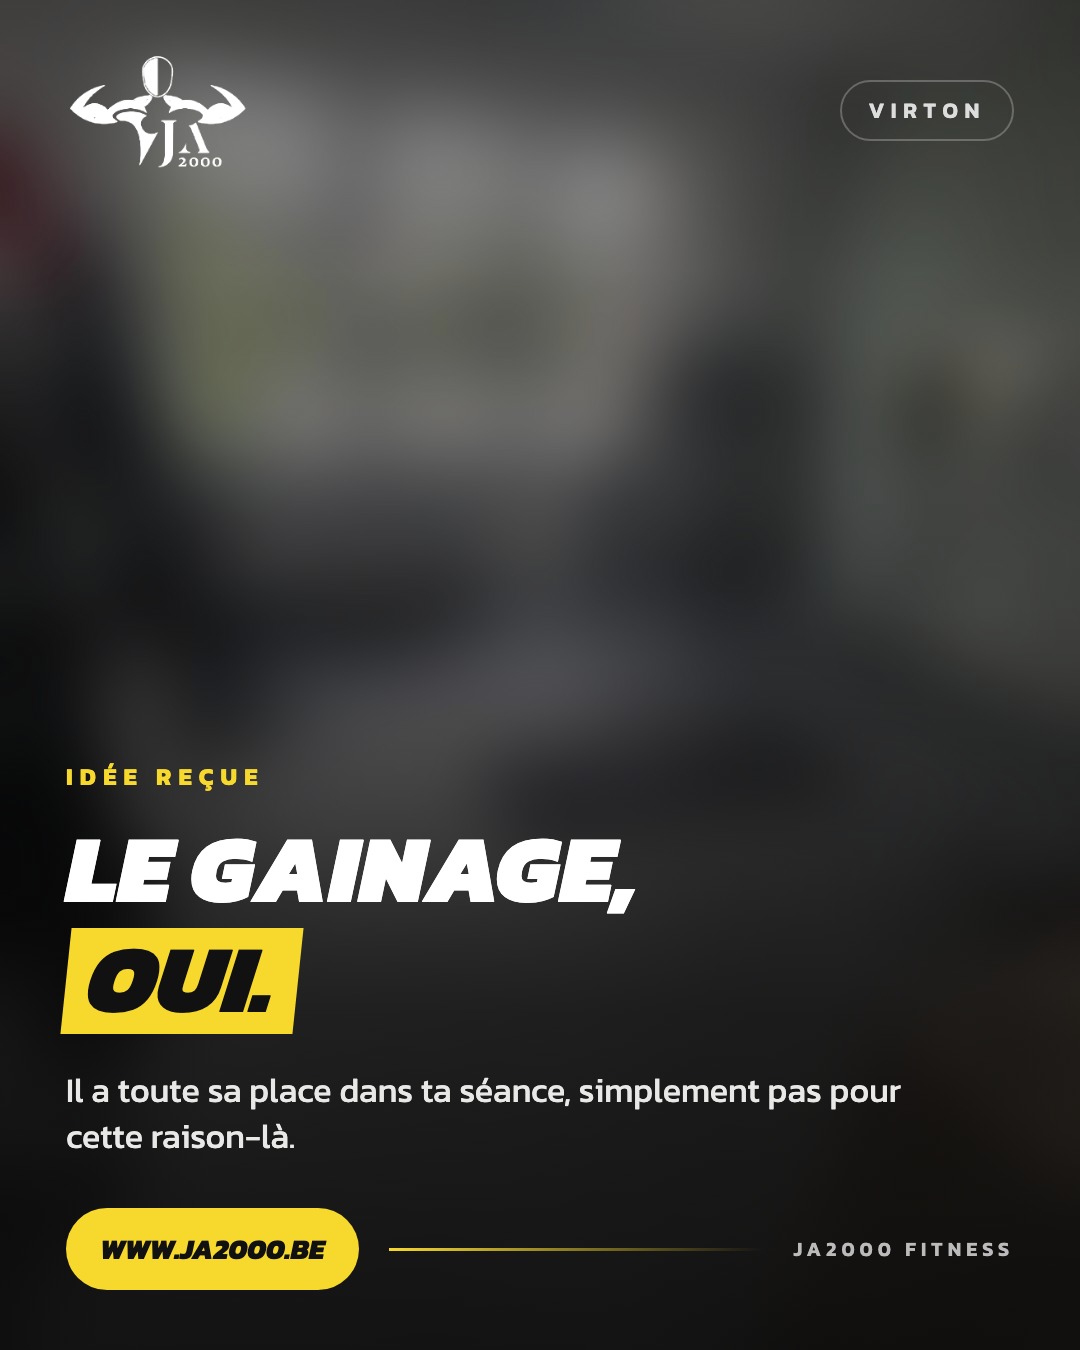 JA
2000
VIRTON
IDÉE REÇUE
LE GAINAGE,
OUI.
Il a toute sa place dans ta séance, simplement pas pour
cette raison-là.
WWW.JA2000.BE
JA2000 FITNESS